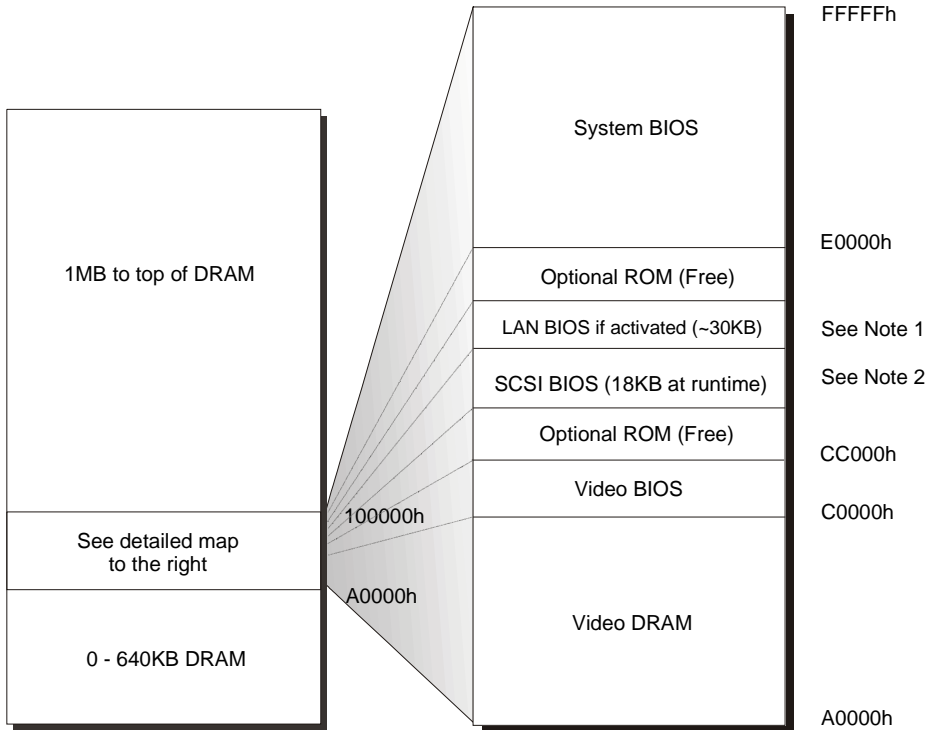 1MB to top of DRAM
See detailed map
to the right
0 - 640KB DRAM
100000h
A0000h
System BIOS
Optional ROM (Free)
LAN BIOS if activated (~30KB)
SCSI BIOS (18KB at runtime)
Optional ROM (Free)
Video BIOS
Video DRAM
FFFFFh
E0000h
See Note 1
See Note 2
CC000h
C0000h
A0000h